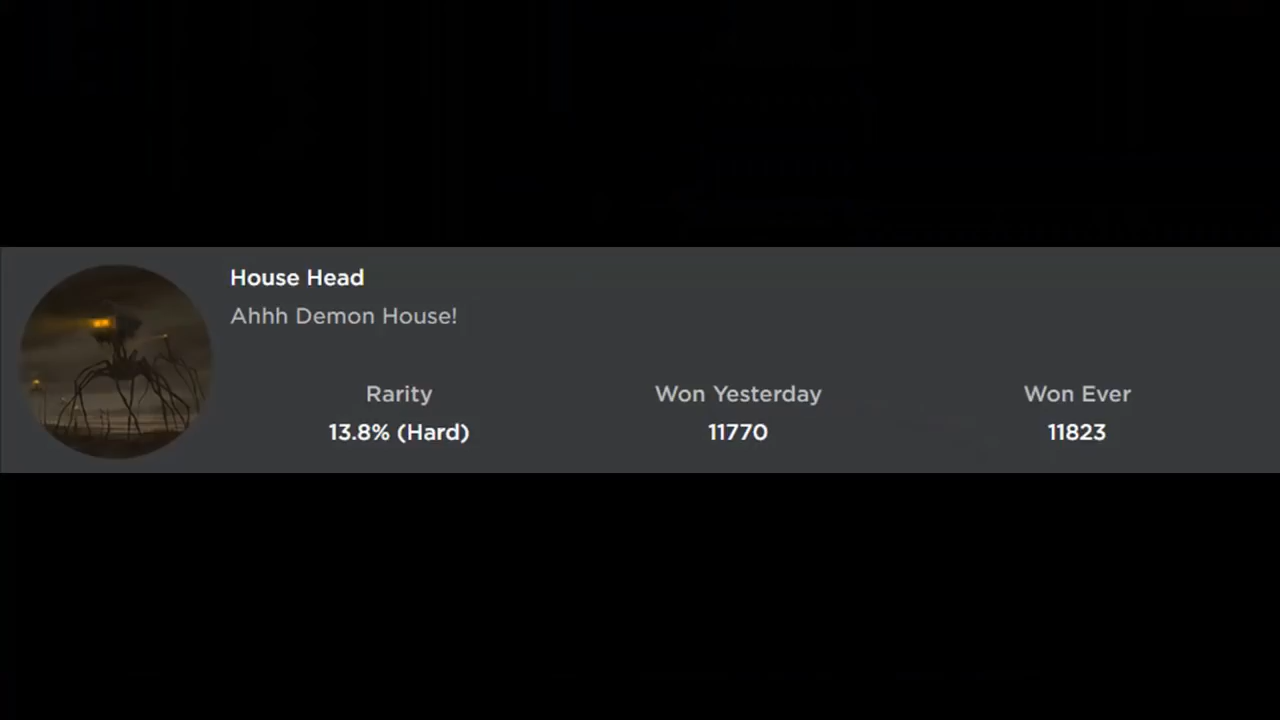 House Head
Ahhh Demon House!
Rarity Won Yesterday Won Ever
13.8% (Hard) 11770 11823